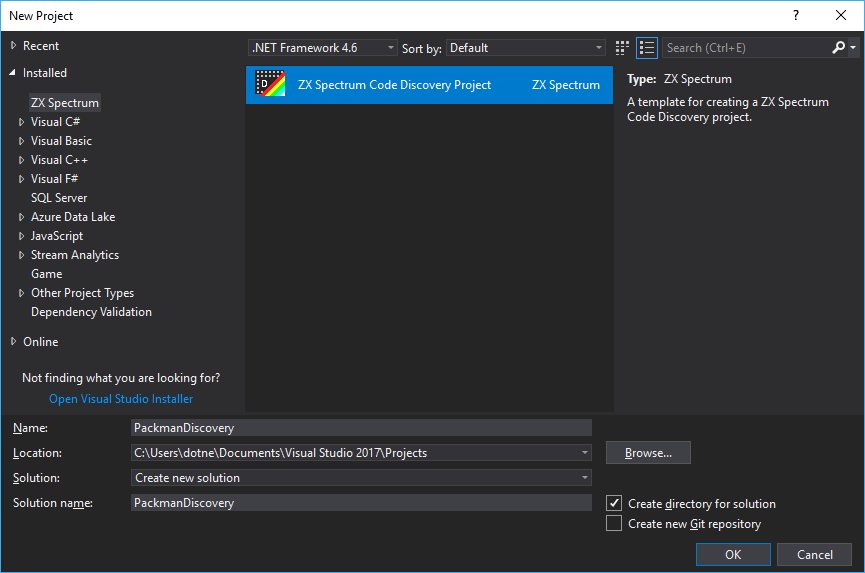 New Project
?
Recent
.NET Framework 4.6
Sort by:
Default
Search (Ctrl+E)
Installed
ZX Spectrum
Visual C#
Visual Basic
Visual C++
Visual F#
SQL Server
Azure Data Lake
JavaScript
Stream Analytics
Game
Other Project Types
Dependency Validation
Online
Not finding what you are looking for?
Open Visual Studio Installer
D
ZX Spectrum Code Discovery Project
ZX Spectrum
Type: ZX Spectrum
A template for creating a ZX Spectrum
Code Discovery project.
Name:
PackmanDiscovery
Location:
C:\Users\dotne\Documents\Visual Studio 2017\Projects
Browse...
Solution:
Create new solution
Solution name:
PackmanDiscovery
Create directory for solution
Create new Git repository
OK
Cancel